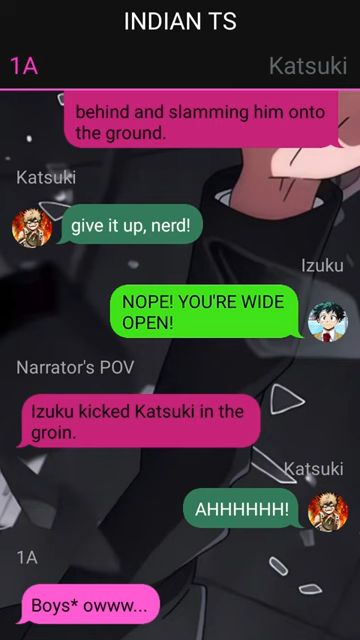 INDIAN TS
1A Katsuki
behind and slamming him onto
the ground.
Katsuki
give it up, nerd!
Izuku
NOPE! YOU'RE WIDE
OPEN!
Narrator's POV
Izuku kicked Katsuki in the
groin.
Katsuki
AHHHHHH!
1A
Boys* owww...